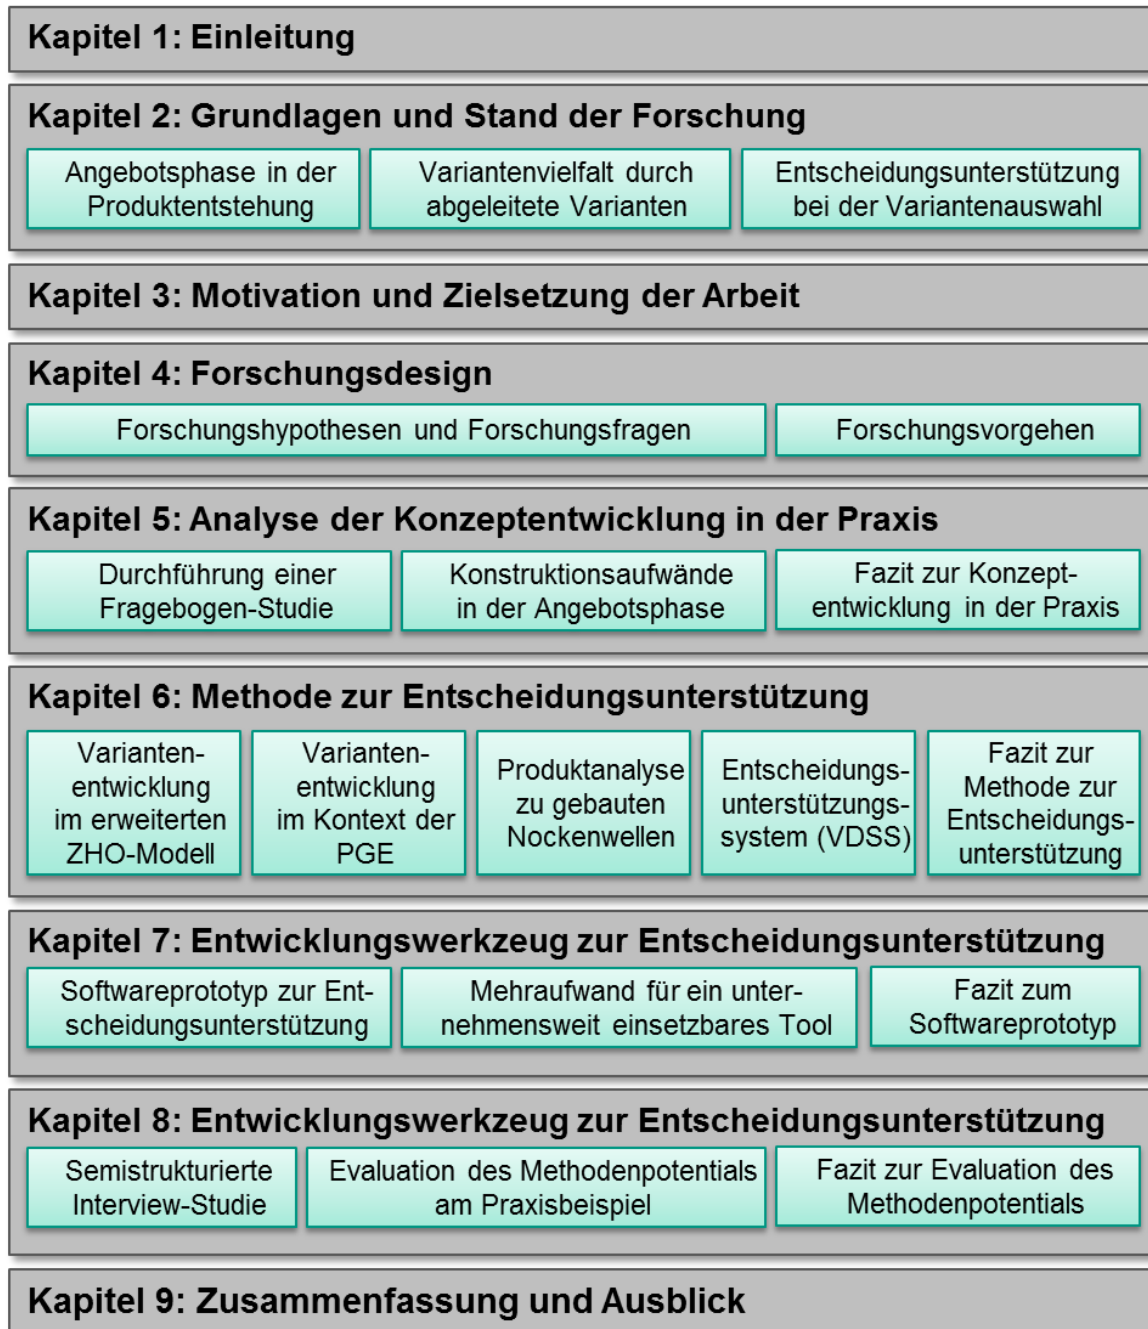 Kapitel 1: Einleitung
Kapitel 2: Grundlagen und Stand der Forschung
Angebotsphase in der
Produktentstehung
Variantenvielfalt durch
abgeleitete Varianten
Entscheidungsunterstützung
bei der Variantenauswahl
Kapitel 3: Motivation und Zielsetzung der Arbeit
Kapitel 4: Forschungsdesign
Forschungshypothesen und Forschungsfragen
Forschungsvorgehen
Kapitel 5: Analyse der Konzeptentwicklung in der Praxis
Durchführung einer
Fragebogen-Studie
Konstruktionsaufwände
in der Angebotsphase
Fazit zur Konzept-
entwicklung in der Praxis
Kapitel 6: Methode zur Entscheidungsunterstützung
Varianten-
entwicklung
im erweiterten
ZHO-Modell
Varianten-
entwicklung
im Kontext der
PGE
Produktanalyse
zu gebauten
Nockenwellen
Entscheidungs-
unterstützungs-
system (VDSS)
Fazit zur
Methode zur
Entscheidungs-
unterstützung
Kapitel 7: Entwicklungswerkzeug zur Entscheidungsunterstützung
Softwareprototyp zur Ent-
scheidungsunterstützung
Mehraufwand für ein unter-
nehmensweit einsetzbares Tool
Fazit zum
Softwareprototyp
Kapitel 8: Entwicklungswerkzeug zur Entscheidungsunterstützung
Semistrukturierte
Interview-Studie
Evaluation des Methodenpotentials
am Praxisbeispiel
Fazit zur Evaluation des
Methodenpotentials
Kapitel 9: Zusammenfassung und Ausblick